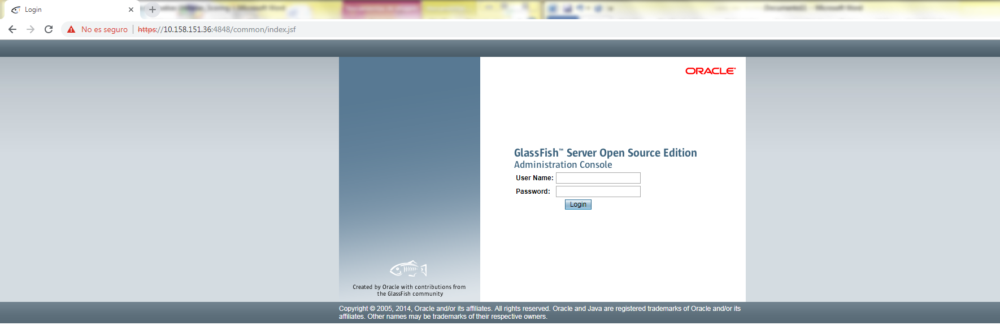 Login
No es seguro
https://10.158.151.36:4848/common/index.jsf
ORACLE
GlassFish™ Server Open Source Edition
Administration Console
User Name:
Password:
Login
Created by Oracle with contributions from
the GlassFish community
Copyright © 2005, 2014, Oracle and/or its affiliates. All rights reserved. Oracle and Java are registered trademarks of Oracle and/or its
affiliates. Other names may be trademarks of their respective owners.